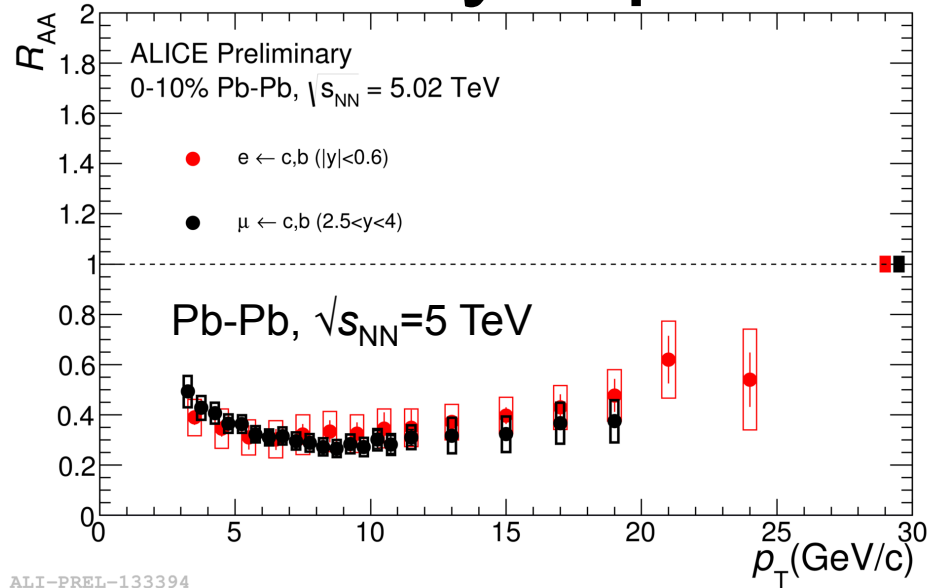 R_AA
2
1.8
1.6
1.4
1.2
1
0.8
0.6
0.4
0.2
0
ALICE Preliminary
0-10% Pb-Pb, √s_NN = 5.02 TeV
e ← c,b (|y|<0.6)
μ ← c,b (2.5<y<4)
Pb-Pb, √s_NN=5 TeV
0 5 10 15 20 25 30
p_T(GeV/c)
ALI-PREL-133394